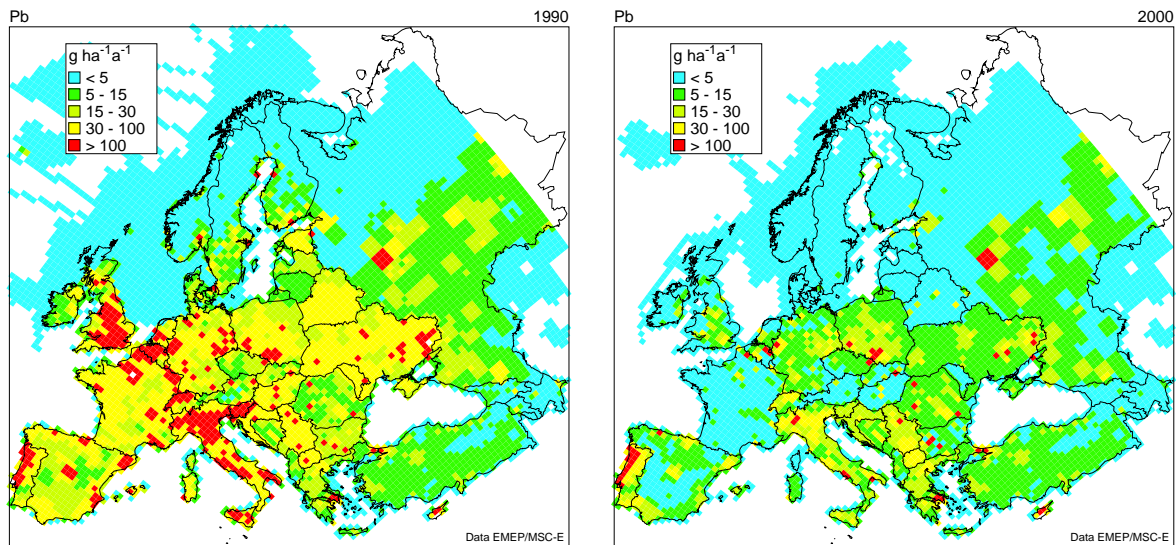 Pb 1990
g ha⁻¹a⁻¹
< 5
5 - 15
15 - 30
30 - 100
> 100
Data EMEP/MSC-E
Pb 2000
g ha⁻¹a⁻¹
< 5
5 - 15
15 - 30
30 - 100
> 100
Data EMEP/MSC-E